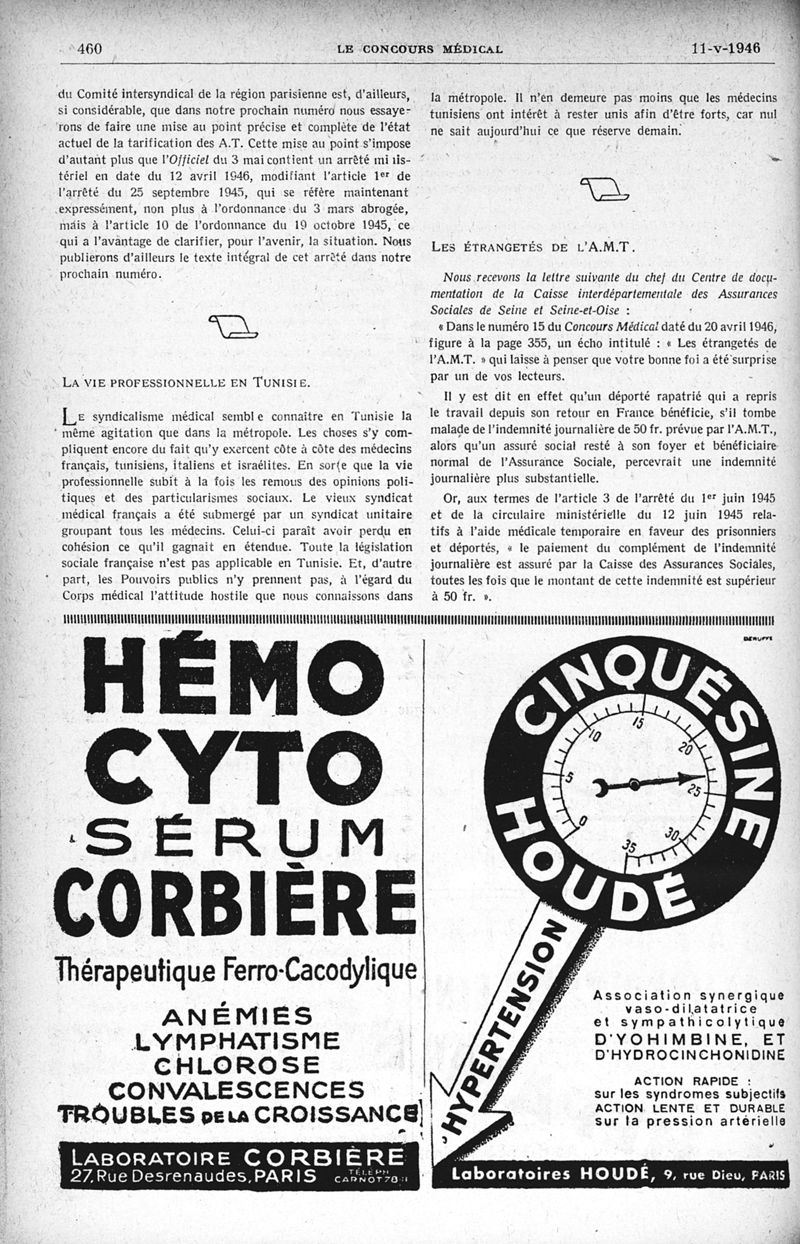 460
LE CONCOURS MÉDICAL
11-v-1946
du Comité intersyndical de la région parisienne est, d'ailleurs,
si considérable, que dans notre prochain numéro nous essaye-
rons de faire une mise au point précise et complète de l'état
actuel de la tarification des A.T. Cette mise au point s'impose
d'autant plus que l'Officiel du 3 mai contient un arrêté minis-
tériel en date du 12 avril 1946, modifiant l'article 1er de
l'arrêté du 25 septembre 1945, qui se réfère maintenant
expressément, non plus à l'ordonnance du 3 mars abrogée,
mais à l'article 10 de l'ordonnance du 19 octobre 1945, ce
qui a l'avantage de clarifier, pour l'avenir, la situation. Nous
publierons d'ailleurs le texte intégral de cet arrêté dans notre
prochain numéro.
LA VIE PROFESSIONNELLE EN TUNISIE.
LE syndicalisme médical semble connaître en Tunisie la
même agitation que dans la métropole. Les choses s'y com-
pliquent encore du fait qu'y exercent côte à côte des médecins
français, tunisiens, italiens et israélites. En sorte que la vie
professionnelle subit à la fois les remous des opinions poli-
tiques et des particularismes sociaux. Le vieux syndicat
médical français a été submergé par un syndicat unitaire
groupant tous les médecins. Celui-ci paraît avoir perdu en
cohésion ce qu'il gagnait en étendue. Toute la législation
sociale française n'est pas applicable en Tunisie. Et, d'autre
part, les Pouvoirs publics n'y prennent pas, à l'égard du
Corps médical l'attitude hostile que nous connaissons dans
la métropole. Il n'en demeure pas moins que les médecins
tunisiens ont intérêt à rester unis afin d'être forts, car nul
ne sait aujourd'hui ce que réserve demain.
LES ÉTRANGETÉS DE L'A.M.T.
Nous recevons la lettre suivante du chef du Centre de docu-
mentation de la Caisse interdépartementale des Assurances
Sociales de Seine et Seine-et-Oise :
« Dans le numéro 15 du Concours Médical daté du 20 avril 1946,
figure à la page 355, un écho intitulé : « Les étrangetés de
l'A.M.T. » qui laisse à penser que votre bonne foi a été surprise
par un de vos lecteurs.
Il y est dit en effet qu'un déporté rapatrié qui a repris
le travail depuis son retour en France bénéficie, s'il tombe
malade de l'indemnité journalière de 50 fr. prévue par l'A.M.T.,
alors qu'un assuré social resté à son foyer et bénéficiaire
normal de l'Assurance Sociale, percevrait une indemnité
journalière plus substantielle.
Or, aux termes de l'article 3 de l'arrêté du 1er juin 1945
et de la circulaire ministérielle du 12 juin 1945 rela-
tifs à l'aide médicale temporaire en faveur des prisonniers
et déportés, « le paiement du complément de l'indemnité
journalière est assuré par la Caisse des Assurances Sociales,
toutes les fois que le montant de cette indemnité est supérieur
à 50 fr. ».
HÉMO
CYTO
SÉRUM
CORBIÈRE
Thérapeutique Ferro-Cacodylique
ANÉMIES
LYMPHATISME
CHLOROSE
CONVALESCENCES
TROUBLES DE LA CROISSANCE
LABORATOIRE CORBIÈRE
27, Rue Desrenaudes, PARIS
TÉLÉPH
CARNOT 78-11
CINQUÉSINE
HOUDÉ
0
5
10
15
20
25
30
35
HYPERTENSION
Association synergique
vaso-dilatatrice
et sympathicolytique
D'YOHIMBINE, ET
D'HYDROCINCHONIDINE
ACTION RAPIDE :
sur les syndromes subjectifs
ACTION LENTE ET DURABLE
sur la pression artérielle
Laboratoires HOUDÉ, 9, rue Dieu, PARIS